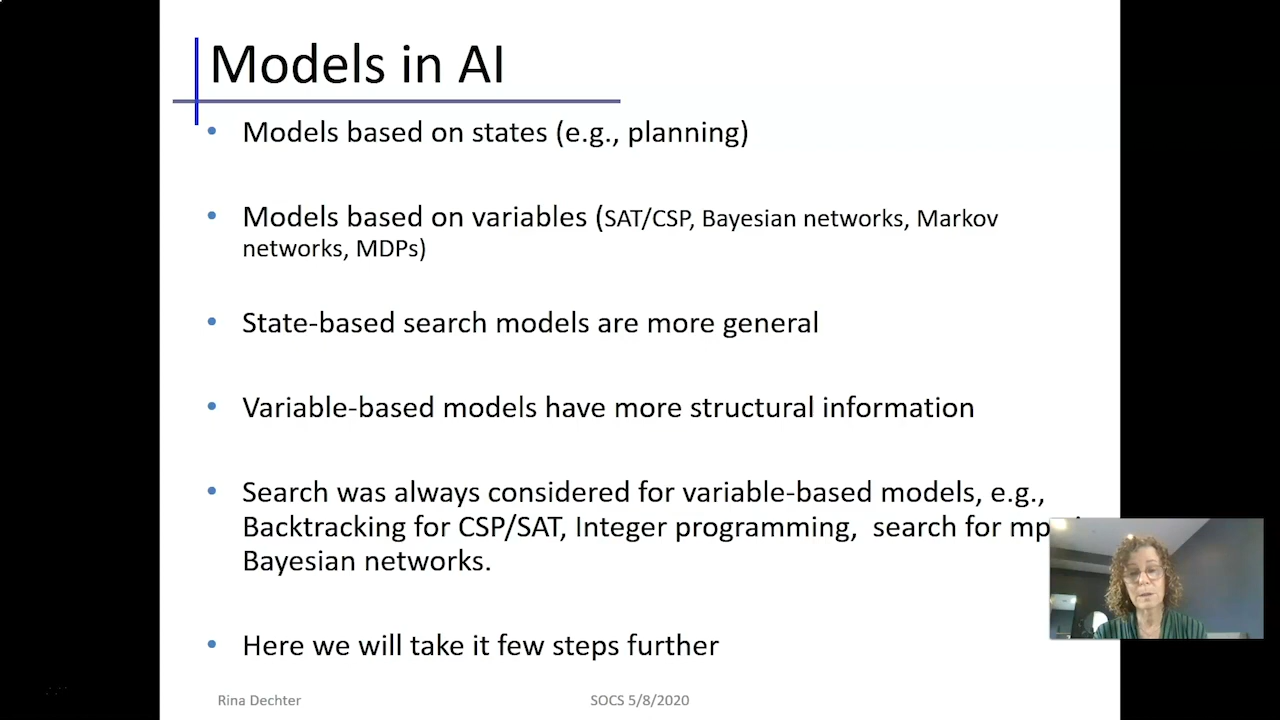 Models in AI
• Models based on states (e.g., planning)
• Models based on variables (SAT/CSP, Bayesian networks, Markov
networks, MDPs)
• State-based search models are more general
• Variable-based models have more structural information
• Search was always considered for variable-based models, e.g.,
Backtracking for CSP/SAT, Integer programming, search for
Bayesian networks.
• Here we will take it few steps further
Rina Dechter
SOCS 5/8/2020